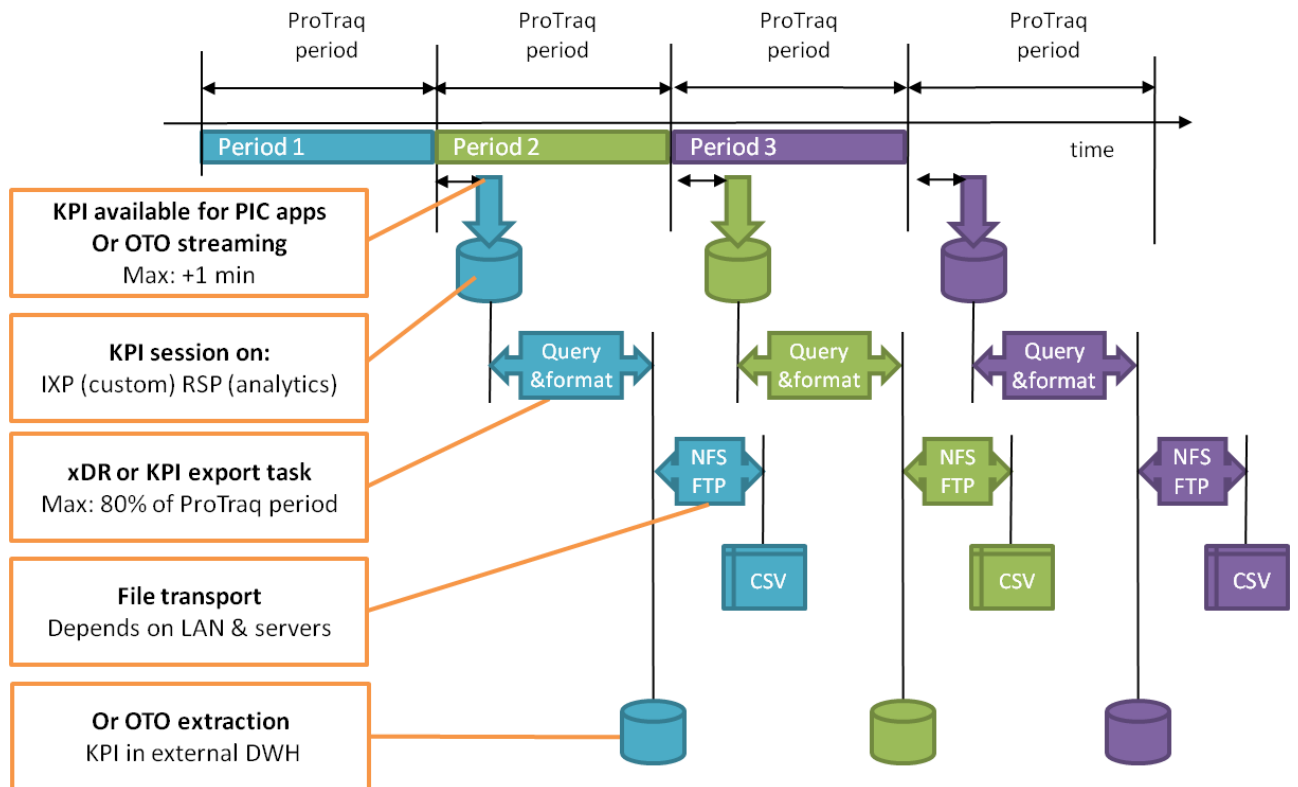 ProTraq
period
ProTraq
period
ProTraq
period
ProTraq
period
Period 1
Period 2
Period 3
time
KPI available for PIC apps
Or OTO streaming
Max: +1 min
KPI session on:
IXP (custom) RSP (analytics)
Query
&format
Query
&format
Query
&format
xDR or KPI export task
Max: 80% of ProTraq period
NFS
FTP
NFS
FTP
NFS
FTP
CSV
CSV
CSV
File transport
Depends on LAN & servers
Or OTO extraction
KPI in external DWH